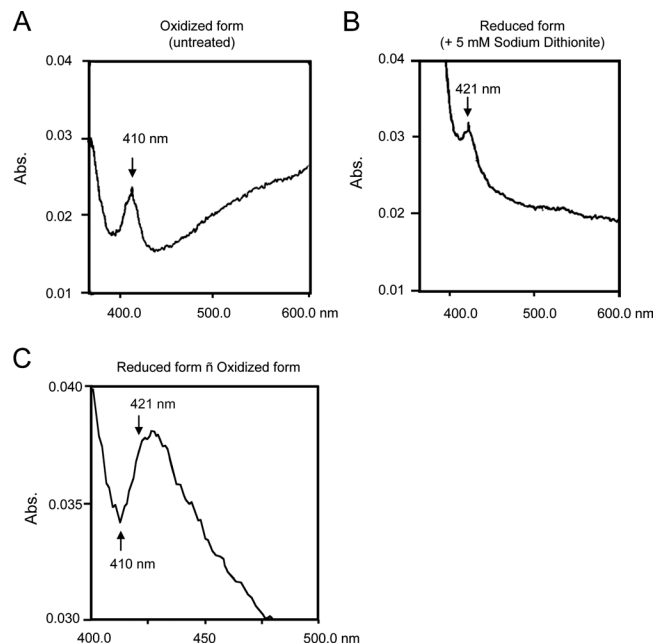 A
Oxidized form
(untreated)
0.04
0.03
0.02
0.01
Abs.
410 nm
400.0
500.0
600.0 nm
B
Reduced form
(+ 5 mM Sodium Dithionite)
0.04
0.03
0.02
0.01
Abs.
421 nm
400.0
500.0
600.0 nm
C
Reduced form ñ Oxidized form
0.040
0.035
0.030
Abs.
421 nm
410 nm
400.0
450
500.0 nm